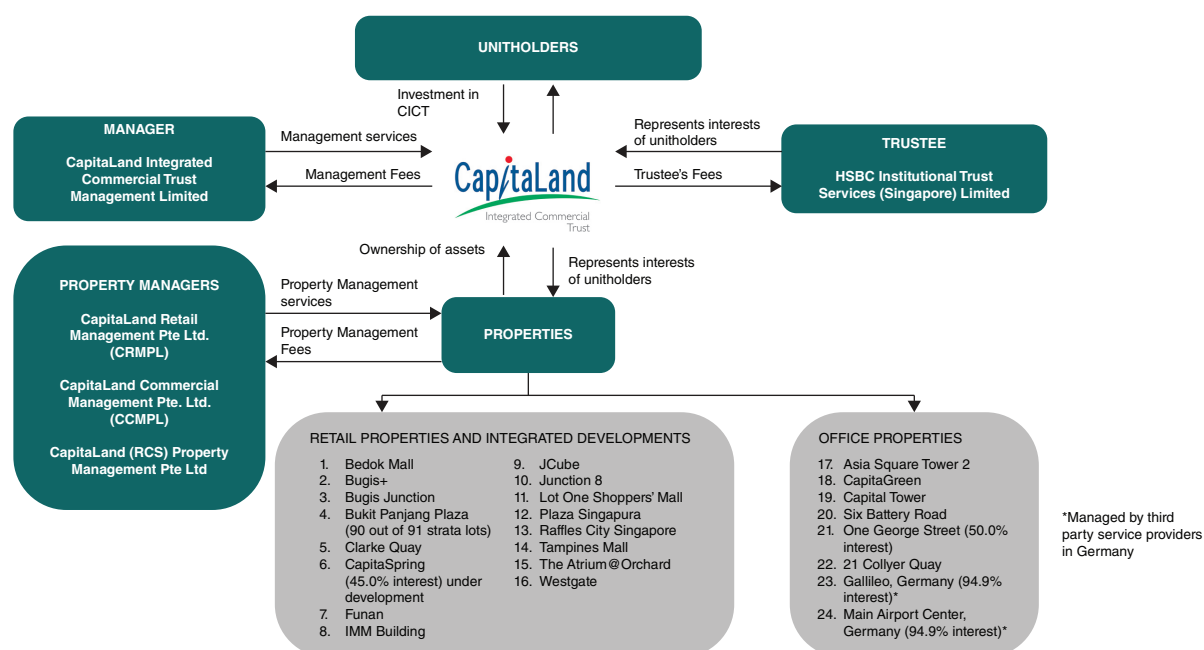 UNITHOLDERS
Investment in
CICT
MANAGER
CapitaLand Integrated
Commercial Trust
Management Limited
Management services
Management Fees
CapitaLand
Integrated Commercial
Trust
Represents interests
of unitholders
Trustee's Fees
TRUSTEE
HSBC Institutional Trust
Services (Singapore) Limited
Ownership of assets
Represents interests
of unitholders
PROPERTY MANAGERS
CapitaLand Retail
Management Pte Ltd.
(CRMPL)
CapitaLand Commercial
Management Pte. Ltd.
(CCMPL)
CapitaLand (RCS) Property
Management Pte Ltd
Property Management
services
Property Management
Fees
PROPERTIES
RETAIL PROPERTIES AND INTEGRATED DEVELOPMENTS
1. Bedok Mall
2. Bugis+
3. Bugis Junction
4. Bukit Panjang Plaza
(90 out of 91 strata lots)
5. Clarke Quay
6. CapitaSpring
(45.0% interest) under
development
7. Funan
8. IMM Building
9. JCube
10. Junction 8
11. Lot One Shoppers' Mall
12. Plaza Singapura
13. Raffles City Singapore
14. Tampines Mall
15. The Atrium@Orchard
16. Westgate
OFFICE PROPERTIES
17. Asia Square Tower 2
18. CapitaGreen
19. Capital Tower
20. Six Battery Road
21. One George Street (50.0%
interest)
22. 21 Collyer Quay
23. Gallileo, Germany (94.9%
interest)*
24. Main Airport Center,
Germany (94.9% interest)*
*Managed by third
party service providers
in Germany